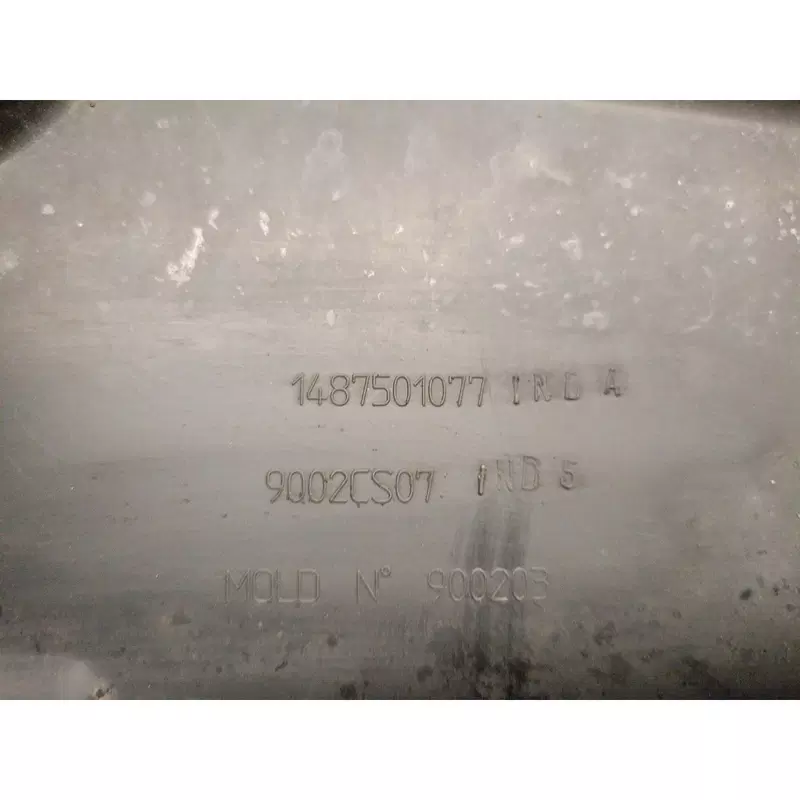 1487501077 IND A
9Q02CS07 IND 5
MOLD N° 900203